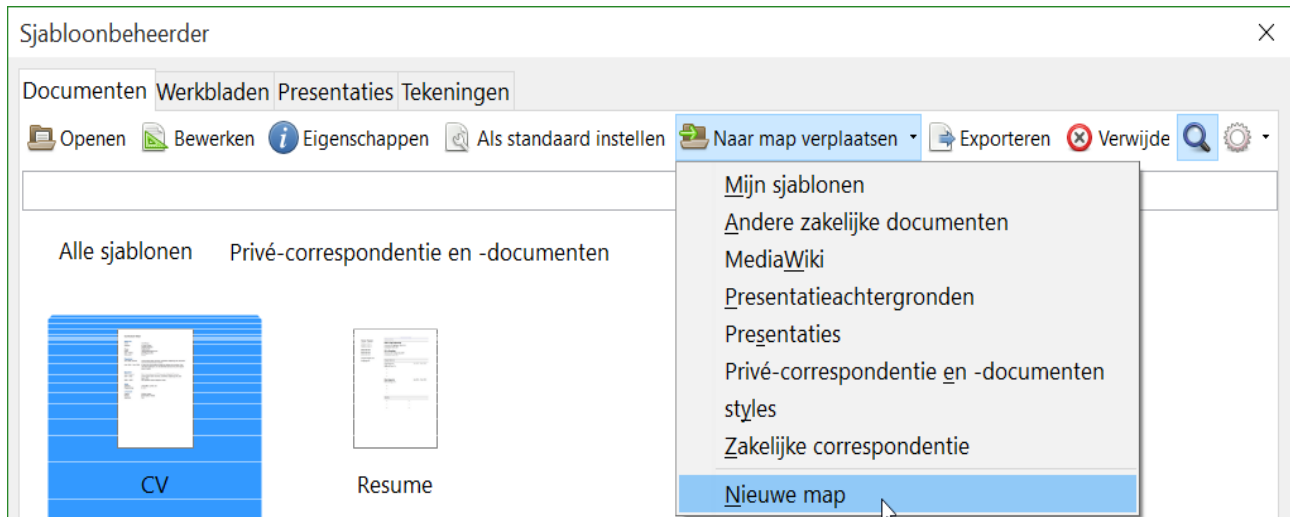 Sjabloonbeheerder
Documenten Werkbladen Presentaties Tekeningen
Openen Bewerken Eigenschappen Als standaard instellen Naar map verplaatsen Exporteren Verwijde
Mijn sjablonen
Andere zakelijke documenten
MediaWiki
Presentatieachtergronden
Presentaties
Privé-correspondentie en -documenten
styles
Zakelijke correspondentie
Nieuwe map
Alle sjablonen Privé-correspondentie en -documenten
CV Resume